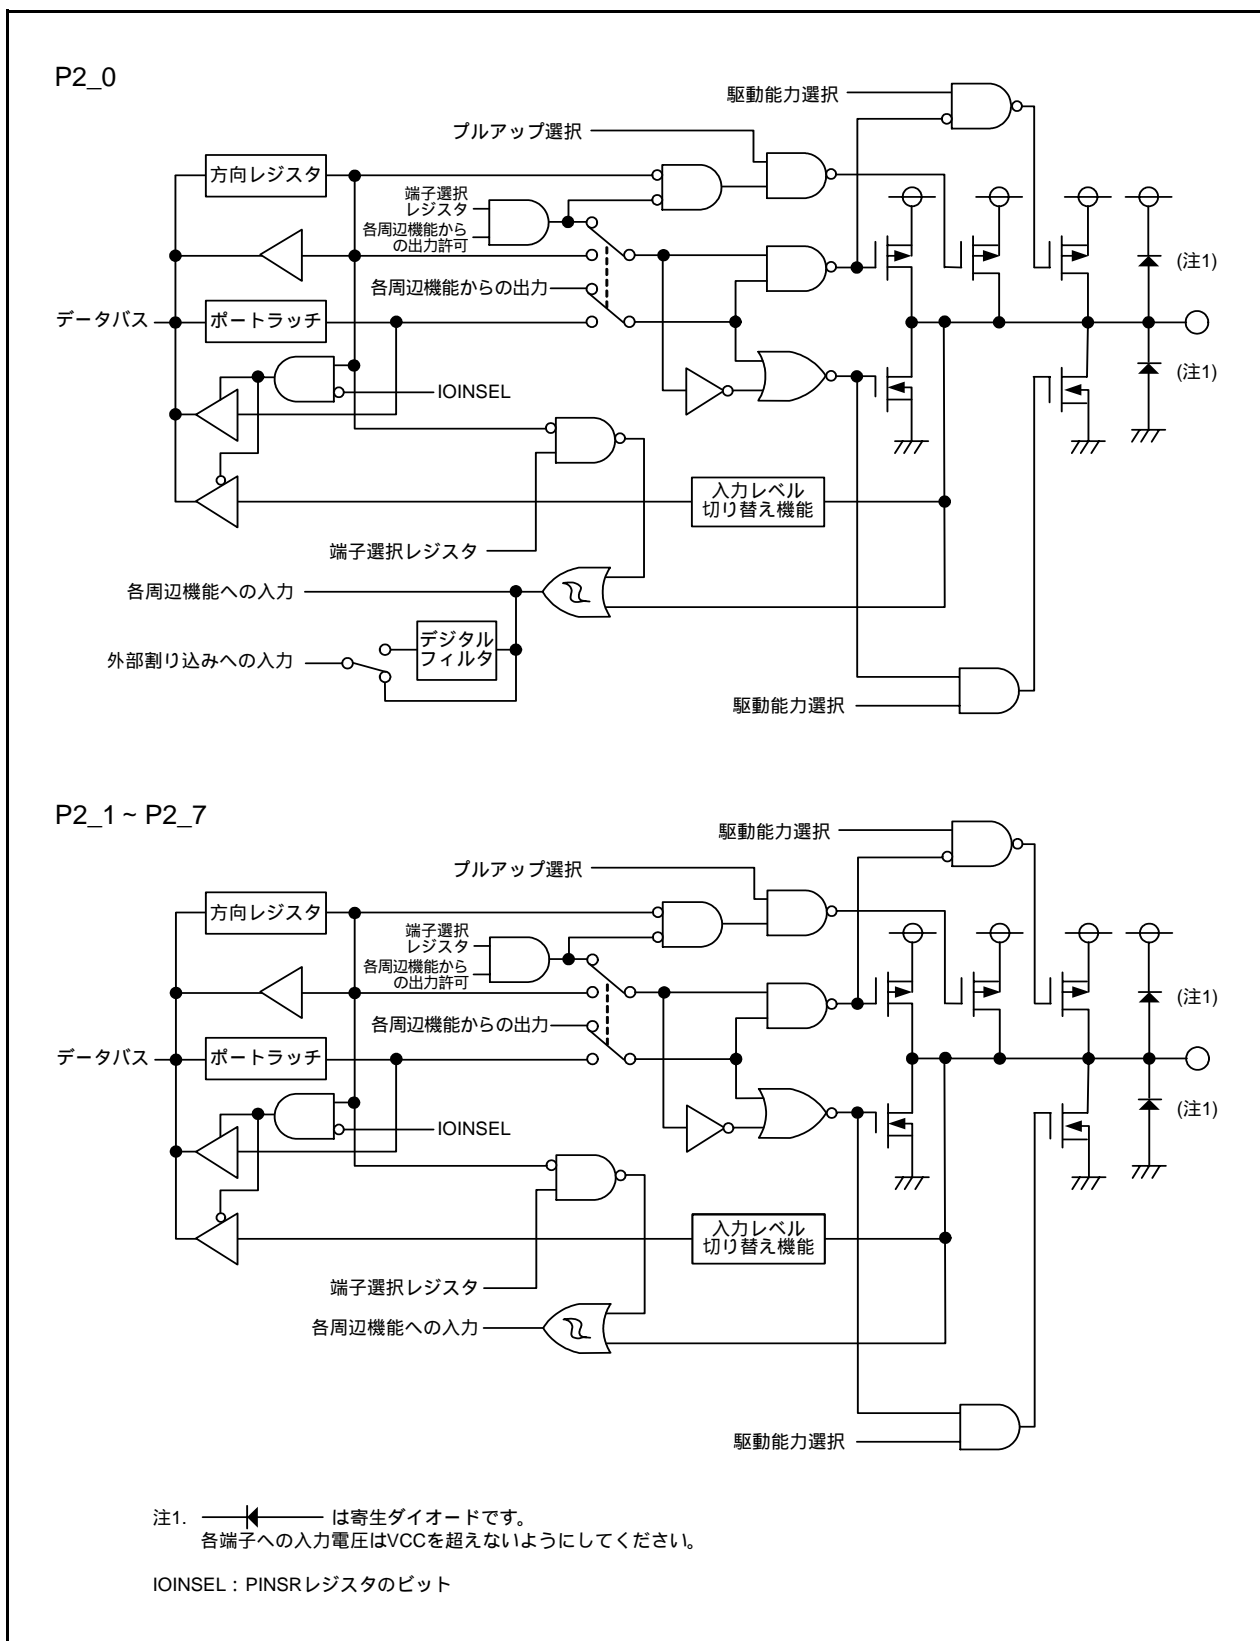 P2_0
駆動能力選択
プルアップ選択
方向レジスタ
端子選択
レジスタ
各周辺機能から
の出力許可
(注1)
各周辺機能からの出力
データバス
ポートラッチ
(注1)
IOINSEL
入力レベル
切り替え機能
端子選択レジスタ
各周辺機能への入力
デジタル
フィルタ
外部割り込みへの入力
駆動能力選択
P2_1 ~ P2_7
駆動能力選択
プルアップ選択
方向レジスタ
端子選択
レジスタ
各周辺機能から
の出力許可
(注1)
各周辺機能からの出力
データバス
ポートラッチ
(注1)
IOINSEL
入力レベル
切り替え機能
端子選択レジスタ
各周辺機能への入力
駆動能力選択
注1. は寄生ダイオードです。
各端子への入力電圧はVCCを超えないようにしてください。
IOINSEL：PINSRレジスタのビット